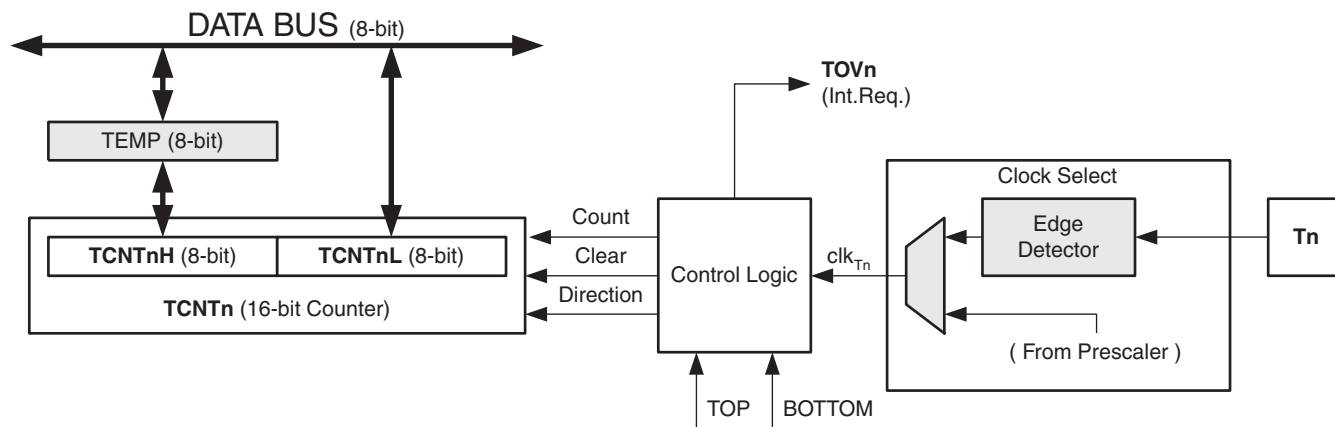 DATA BUS (8-bit)
TOVn
(Int.Req.)
TEMP (8-bit)
Clock Select
Count
Edge
Detector
Tn
TCNTnH (8-bit) TCNTnL (8-bit)
Clear
Control Logic
clkTn
TCNTn (16-bit Counter)
Direction
( From Prescaler )
TOP
BOTTOM